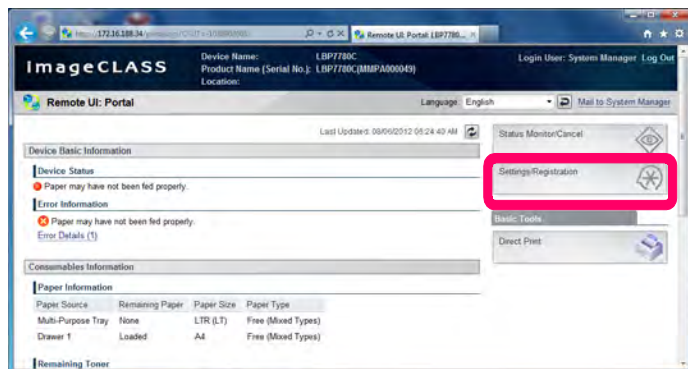 172.16.188.34
Remote UI: Portal: LBP7780...
imageCLASS
Device Name: LBP7780C
Product Name (Serial No.): LBP7780C(MMPA000049)
Location:
Login User: System Manager Log Out
Remote UI: Portal
Language: English
Mail to System Manager
Last Updated: 08/06/2012 05:24:40 AM
Device Basic Information
Device Status
Paper may have not been fed properly.
Error Information
Paper may have not been fed properly.
Error Details (1)
Consumables Information
Paper Information
Paper Source Remaining Paper Paper Size Paper Type
Multi-Purpose Tray None LTR (LT) Free (Mixed Types)
Drawer 1 Loaded A4 Free (Mixed Types)
Remaining Toner
Status Monitor/Cancel
Settings/Registration
Basic Tools
Direct Print